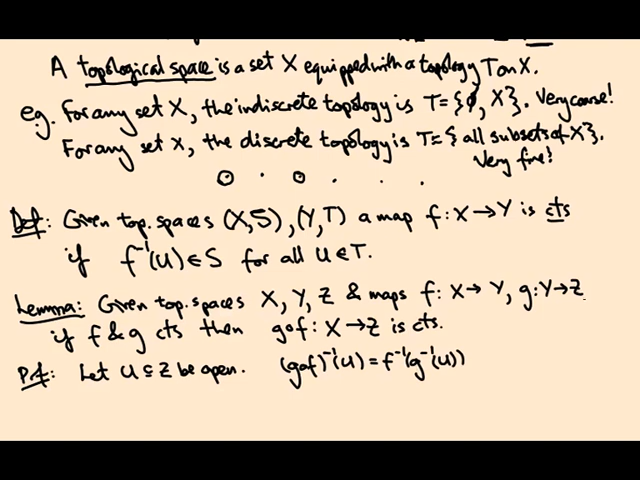 A topological space is a set X equipped with a topology T on X.
e.g. For any set X, the indiscrete topology is T = {∅, X}. Very coarse!
For any set X, the discrete topology is T = { all subsets of X }.
Very fine!
Def: Given top. spaces (X,S), (Y,T) a map f: X → Y is cts
if f⁻¹(U) ∈ S for all U ∈ T.
Lemma: Given top. spaces X, Y, Z & maps f: X → Y, g: Y → Z
if f & g cts then g∘f: X → Z is cts.
Prf: Let U ⊆ Z be open. (g∘f)⁻¹(U) = f⁻¹(g⁻¹(U))